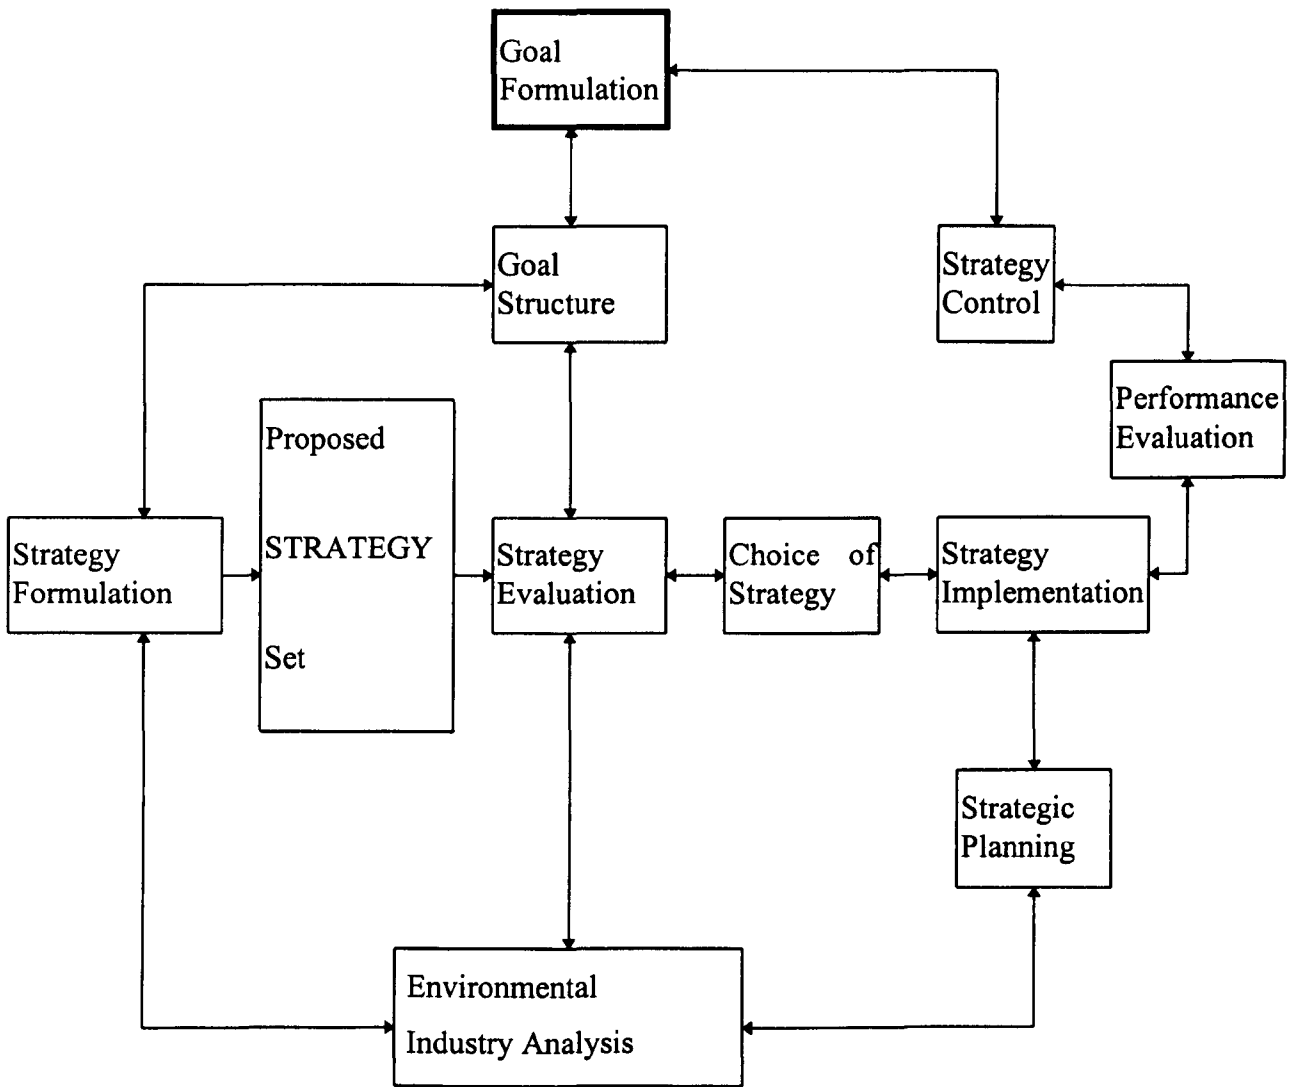 Goal
Formulation
Goal
Structure
Strategy
Control
Performance
Evaluation
Proposed
STRATEGY
Set
Strategy
Formulation
Strategy
Evaluation
Choice of
Strategy
Strategy
Implementation
Strategic
Planning
Environmental
Industry Analysis